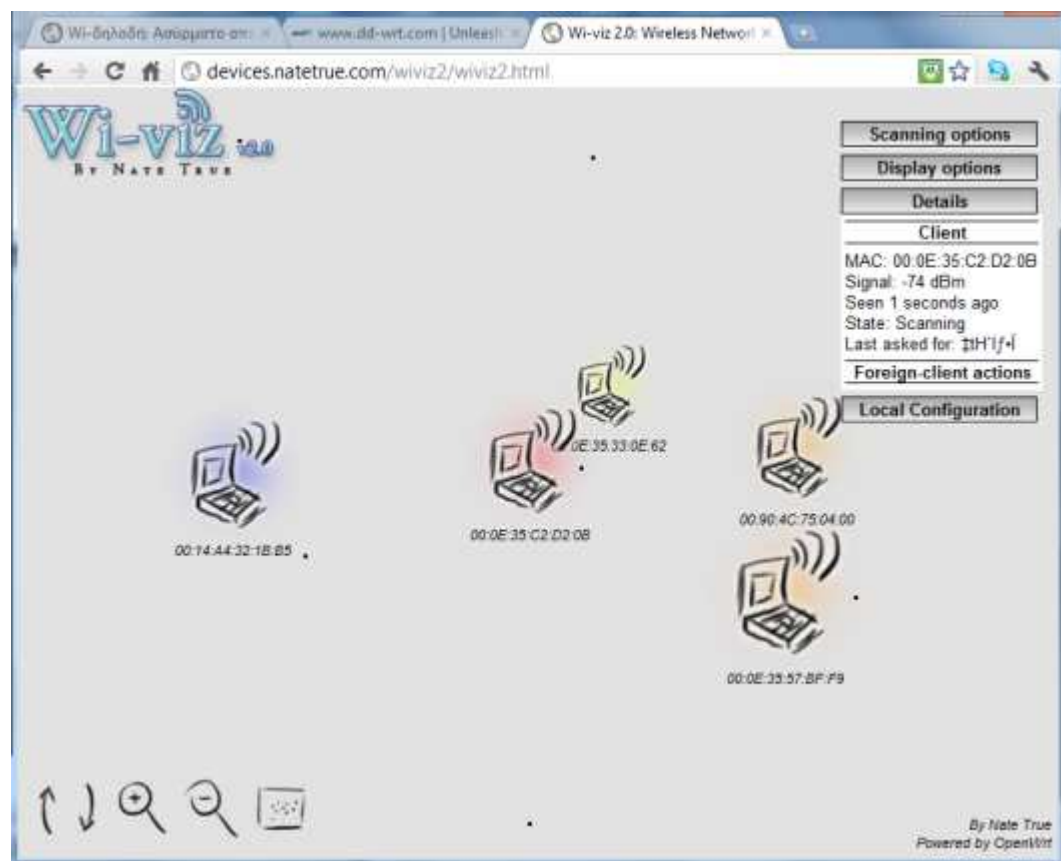 Wi-δηλαδη: Ασύρματο
www.dd-wrt.com | Unleash
Wi-viz 2.0: Wireless Networ
devices.natetrue.com/wiviz2/wiviz2.html
Wi-viz v2.0
By Nate True
Scanning options
Display options
Details
Client
MAC: 00:0E:35:C2:D2:0B
Signal: -74 dBm
Seen 1 seconds ago
State: Scanning
Last asked for:
Foreign-client actions
Local Configuration
0E:35:33:0E:62
00:90:4C:75:04:00
00:0E:35:C2:D2:0B
00:14:44:32:1B:B5
00:0E:35:57:BF:F9
By Nate True
Powered by OpenWrt